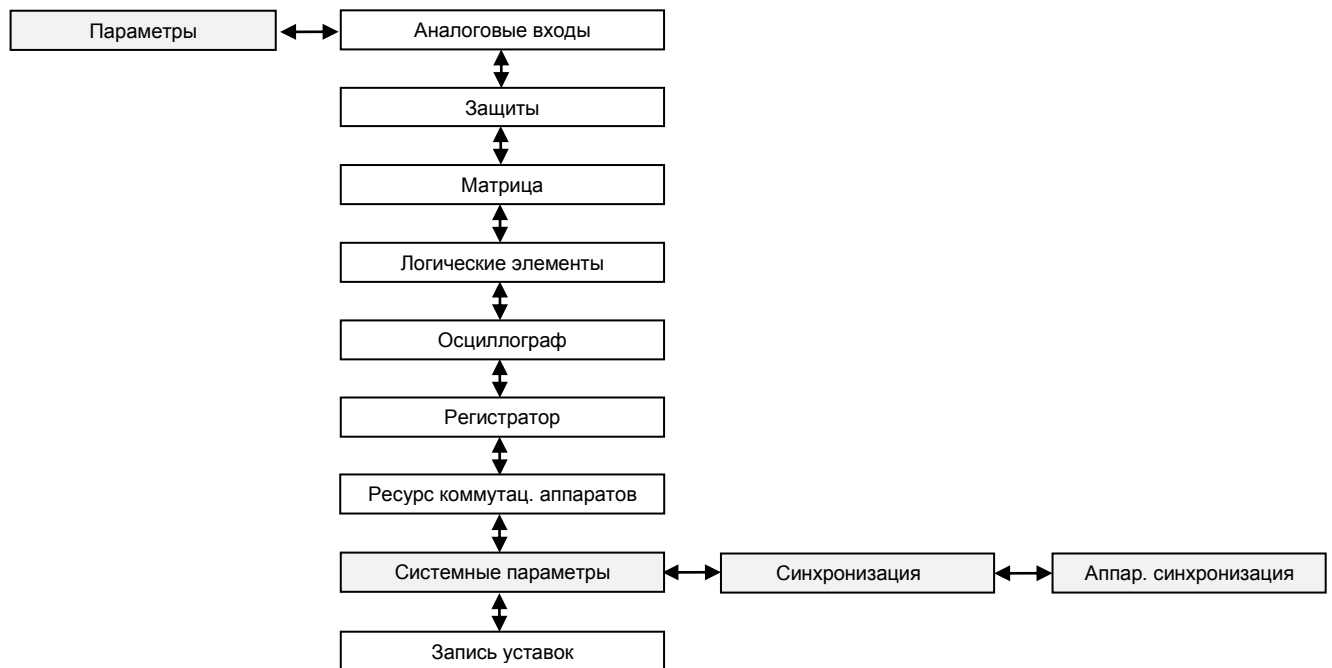 Параметры
Аналоговые входы
Защиты
Матрица
Логические элементы
Осциллограф
Регистратор
Ресурс коммутац. аппаратов
Системные параметры
Синхронизация
Аппар. синхронизация
Запись уставок